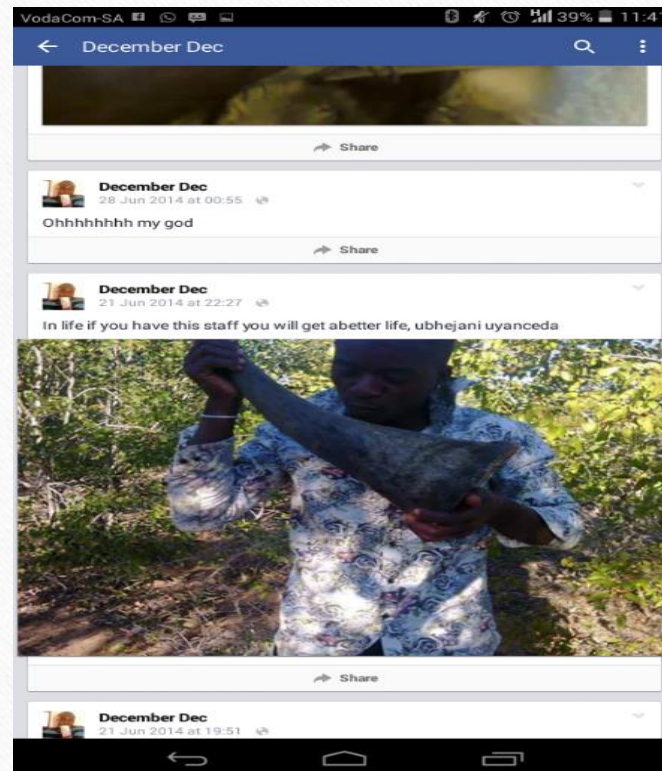 VodaCom-SA 39% 11:41
December Dec
Share
December Dec
28 Jun 2014 at 00:55
Ohhhhhhhh my god
Share
December Dec
21 Jun 2014 at 22:27
In life if you have this staff you will get abetter life, ubhejani uyanceda
Share
December Dec
21 Jun 2014 at 19:51